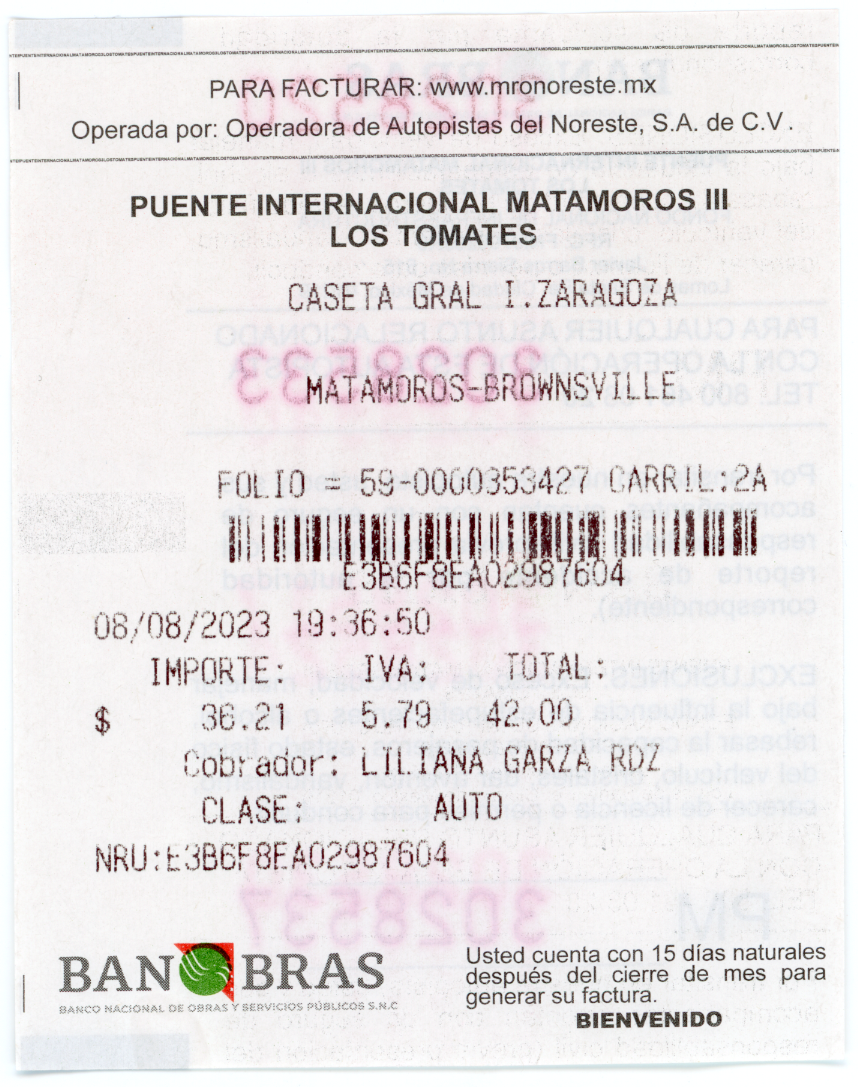 PARA FACTURAR: www.mronoreste.mx
Operada por: Operadora de Autopistas del Noreste, S.A. de C.V.
PUENTE INTERNACIONAL MATAMOROS III
LOS TOMATES
CASETA GRAL I.ZARAGOZA
MATAMOROS-BROWNSVILLE
FOLIO = 59-0000353427 CARRIL:2A
E3B6F8EA02987604
08/08/2023 19:36:50
IMPORTE: IVA: TOTAL:
$ 36.21 5.79 42.00
Cobrador: LILIANA GARZA RDZ
CLASE: AUTO
NRU:E3B6F8EA02987604
BANOBRAS
BANCO NACIONAL DE OBRAS Y SERVICIOS PÚBLICOS S.N.C
Usted cuenta con 15 días naturales
después del cierre de mes para
generar su factura.
BIENVENIDO